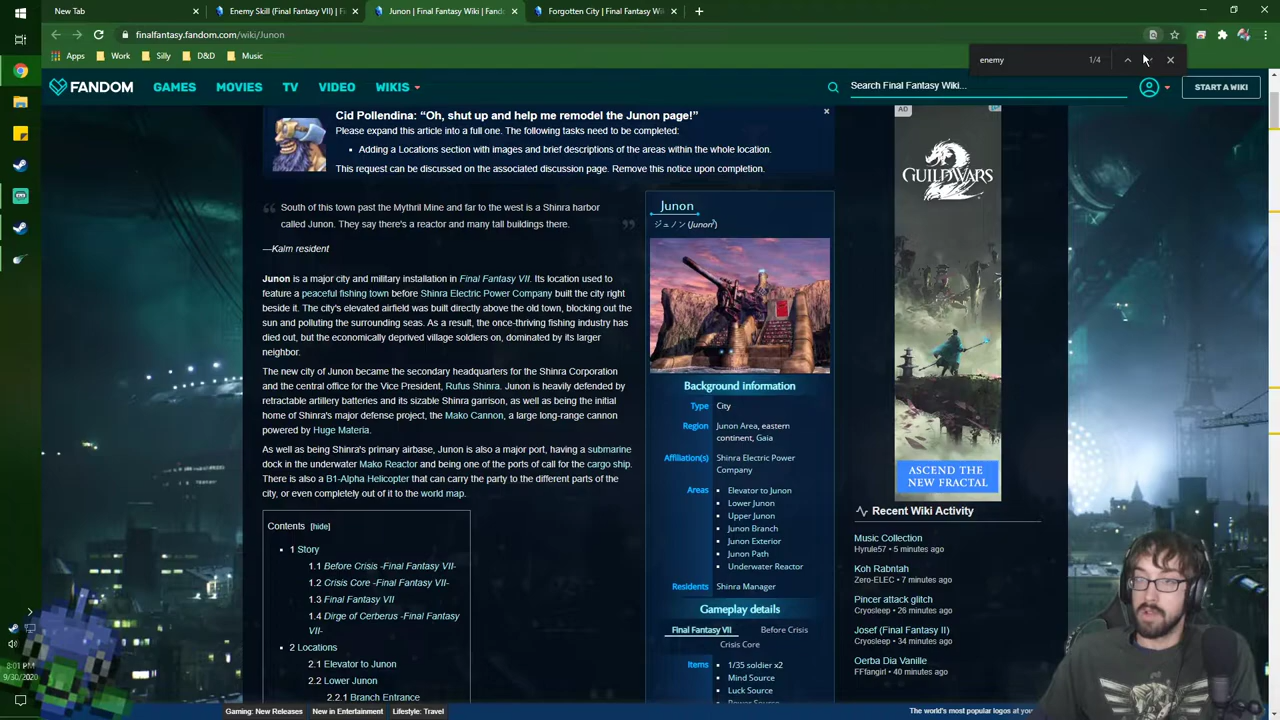 New Tab
Enemy Skill (Final Fantasy VII) | Fi
Junon | Final Fantasy Wiki | Fand
Forgotten City | Final Fantasy Wi
finalfantasy.fandom.com/wiki/Junon
Apps
Work
Silly
D&D
Music
enemy
1/4
FANDOM
GAMES
MOVIES
TV
VIDEO
WIKIS
Search Final Fantasy Wiki...
START A WIKI
Cid Pollendina: “Oh, shut up and help me remodel the Junon page!”
Please expand this article into a full one. The following tasks need to be completed:
• Adding a Locations section with images and brief descriptions of the areas within the whole location.
This request can be discussed on the associated discussion page. Remove this notice upon completion.
South of this town past the Mythril Mine and far to the west is a Shinra harbor
called Junon. They say there's a reactor and many tall buildings there.
—Kalm resident
Junon is a major city and military installation in Final Fantasy VII. Its location used to
feature a peaceful fishing town before Shinra Electric Power Company built the city right
beside it. The city's elevated airfield was built directly above the old town, blocking out the
sun and polluting the surrounding seas. As a result, the once-thriving fishing industry has
died out, but the economically deprived village soldiers on, dominated by its larger
neighbor.
The new city of Junon became the secondary headquarters for the Shinra Corporation
and the central office for the Vice President, Rufus Shinra. Junon is heavily defended by
retractable artillery batteries and its sizable Shinra garrison, as well as being the initial
home of Shinra's major defense project, the Mako Cannon, a large long-range cannon
powered by Huge Materia.
As well as being Shinra's primary airbase, Junon is also a major port, having a submarine
dock in the underwater Mako Reactor and being one of the ports of call for the cargo ship.
There is also a B1-Alpha Helicopter that can carry the party to the different parts of the
city, or even completely out of it to the world map.
Contents [hide]
1 Story
1.1 Before Crisis -Final Fantasy VII-
1.2 Crisis Core -Final Fantasy VII-
1.3 Final Fantasy VII
1.4 Dirge of Cerberus -Final Fantasy
VII-
2 Locations
2.1 Elevator to Junon
2.2 Lower Junon
2.2.1 Branch Entrance
Junon
ジュノン (Junon?)
Background information
Type City
Region Junon Area, eastern
continent, Gaia
Affiliation(s) Shinra Electric Power
Company
Areas • Elevator to Junon
• Lower Junon
• Upper Junon
• Junon Branch
• Junon Exterior
• Junon Path
• Underwater Reactor
Residents Shinra Manager
Gameplay details
Final Fantasy VII Before Crisis
Crisis Core
Items • 1/35 soldier x2
• Mind Source
• Luck Source
• Power Source
AD
GUILDWARS
2
ASCEND THE
NEW FRACTAL
Recent Wiki Activity
Music Collection
Hyrule57 • 5 minutes ago
Koh Rabntah
Zero-ELEC • 7 minutes ago
Pincer attack glitch
Cryosleep • 26 minutes ago
Josef (Final Fantasy II)
Cryosleep • 34 minutes ago
Oerba Dia Vanille
FFfangirl • 40 minutes ago
8:01 PM
9/30/2020
Gaming: New Releases
New in Entertainment
Lifestyle: Travel
The world's most popular logos at your